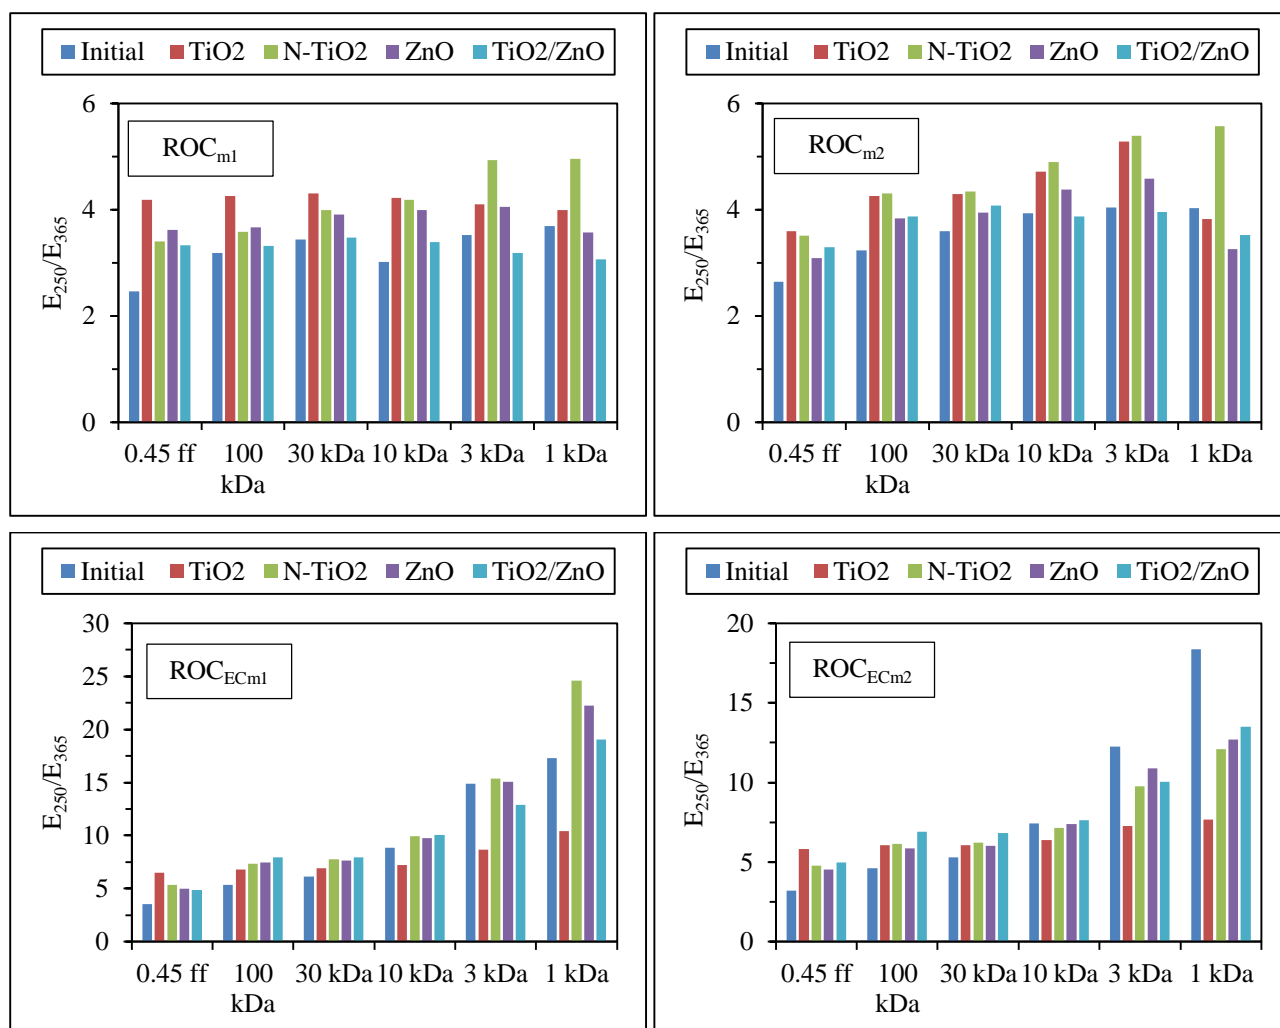 Initial TiO2 N-TiO2 ZnO TiO2/ZnO
ROCm1
E250/E365
6
4
2
0
0.45 ff 100 kDa 30 kDa 10 kDa 3 kDa 1 kDa
Initial TiO2 N-TiO2 ZnO TiO2/ZnO
ROCm2
E250/E365
6
4
2
0
0.45 ff 100 kDa 30 kDa 10 kDa 3 kDa 1 kDa
Initial TiO2 N-TiO2 ZnO TiO2/ZnO
ROCECm1
E250/E365
30
25
20
15
10
5
0
0.45 ff 100 kDa 30 kDa 10 kDa 3 kDa 1 kDa
Initial TiO2 N-TiO2 ZnO TiO2/ZnO
ROCECm2
E250/E365
20
15
10
5
0
0.45 ff 100 kDa 30 kDa 10 kDa 3 kDa 1 kDa